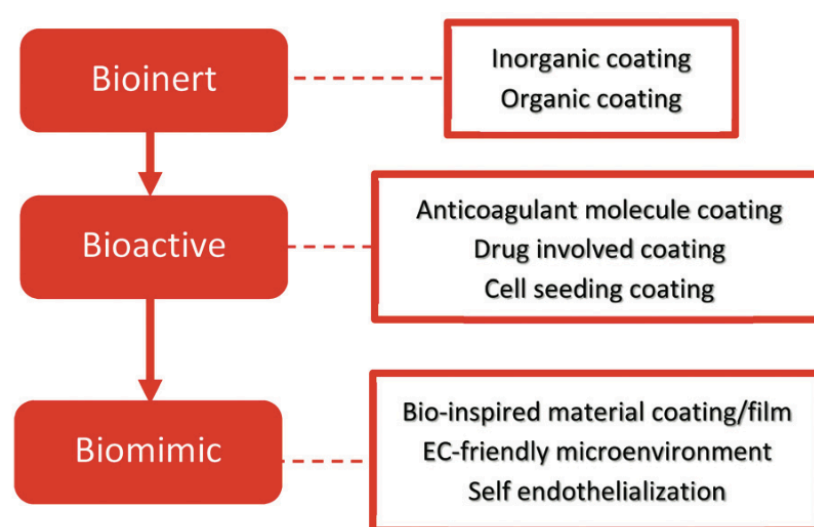 Bioinert
Inorganic coating
Organic coating
Bioactive
Anticoagulant molecule coating
Drug involved coating
Cell seeding coating
Biomimic
Bio-inspired material coating/film
EC-friendly microenvironment
Self endothelialization